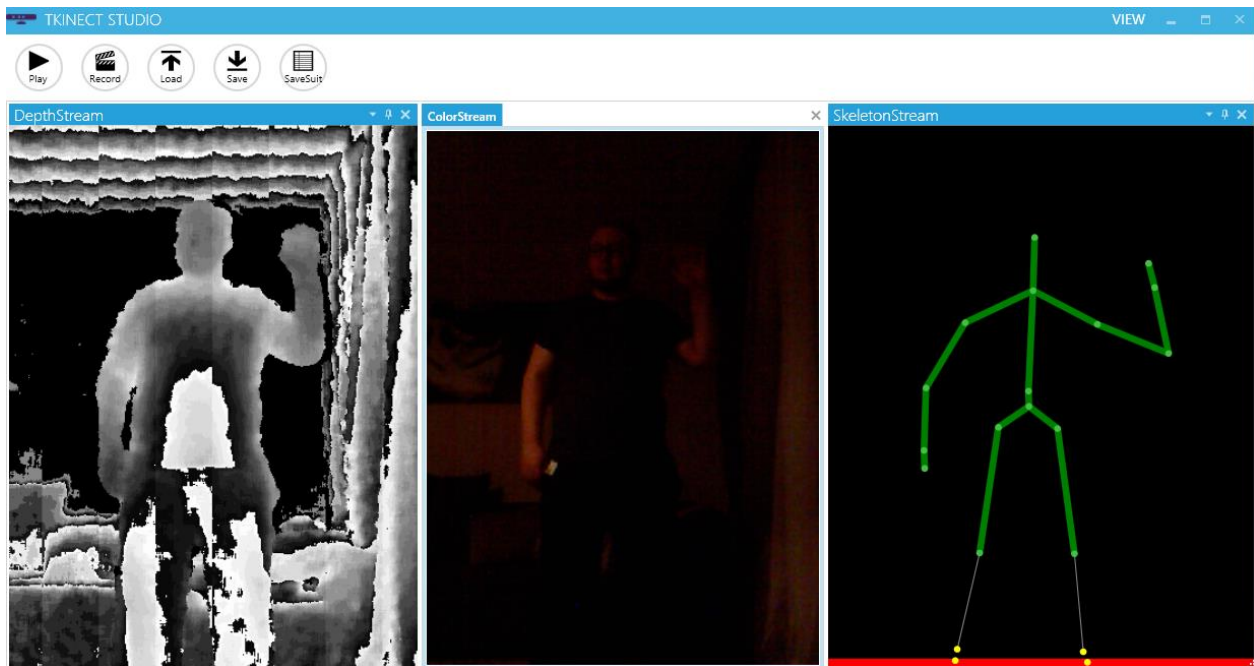 TKINECT STUDIO
VIEW
Play
Record
Load
Save
SaveSuit
DepthStream
ColorStream
SkeletonStream